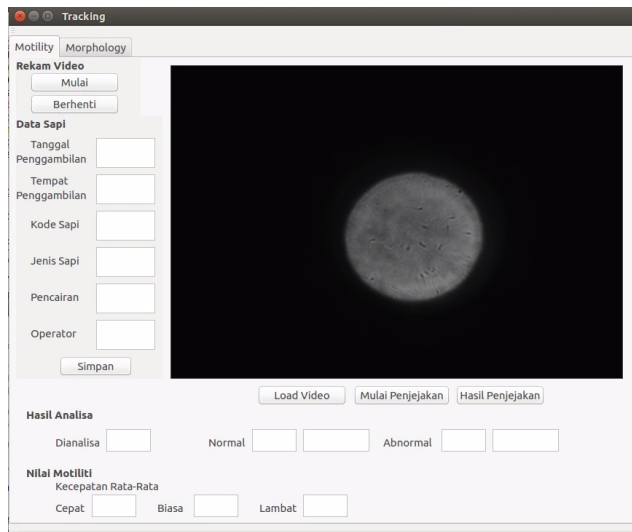 Tracking
Motility Morphology
Rekam Video
Mulai
Berhenti
Data Sapi
Tanggal
Penggambilan
Tempat
Penggambilan
Kode Sapi
Jenis Sapi
Pencairan
Operator
Simpan
Load Video Mulai Penjejakan Hasil Penjejakan
Hasil Analisa
Dianalisa Normal Abnormal
Nilai Motiliti
Kecepatan Rata-Rata
Cepat Biasa Lambat